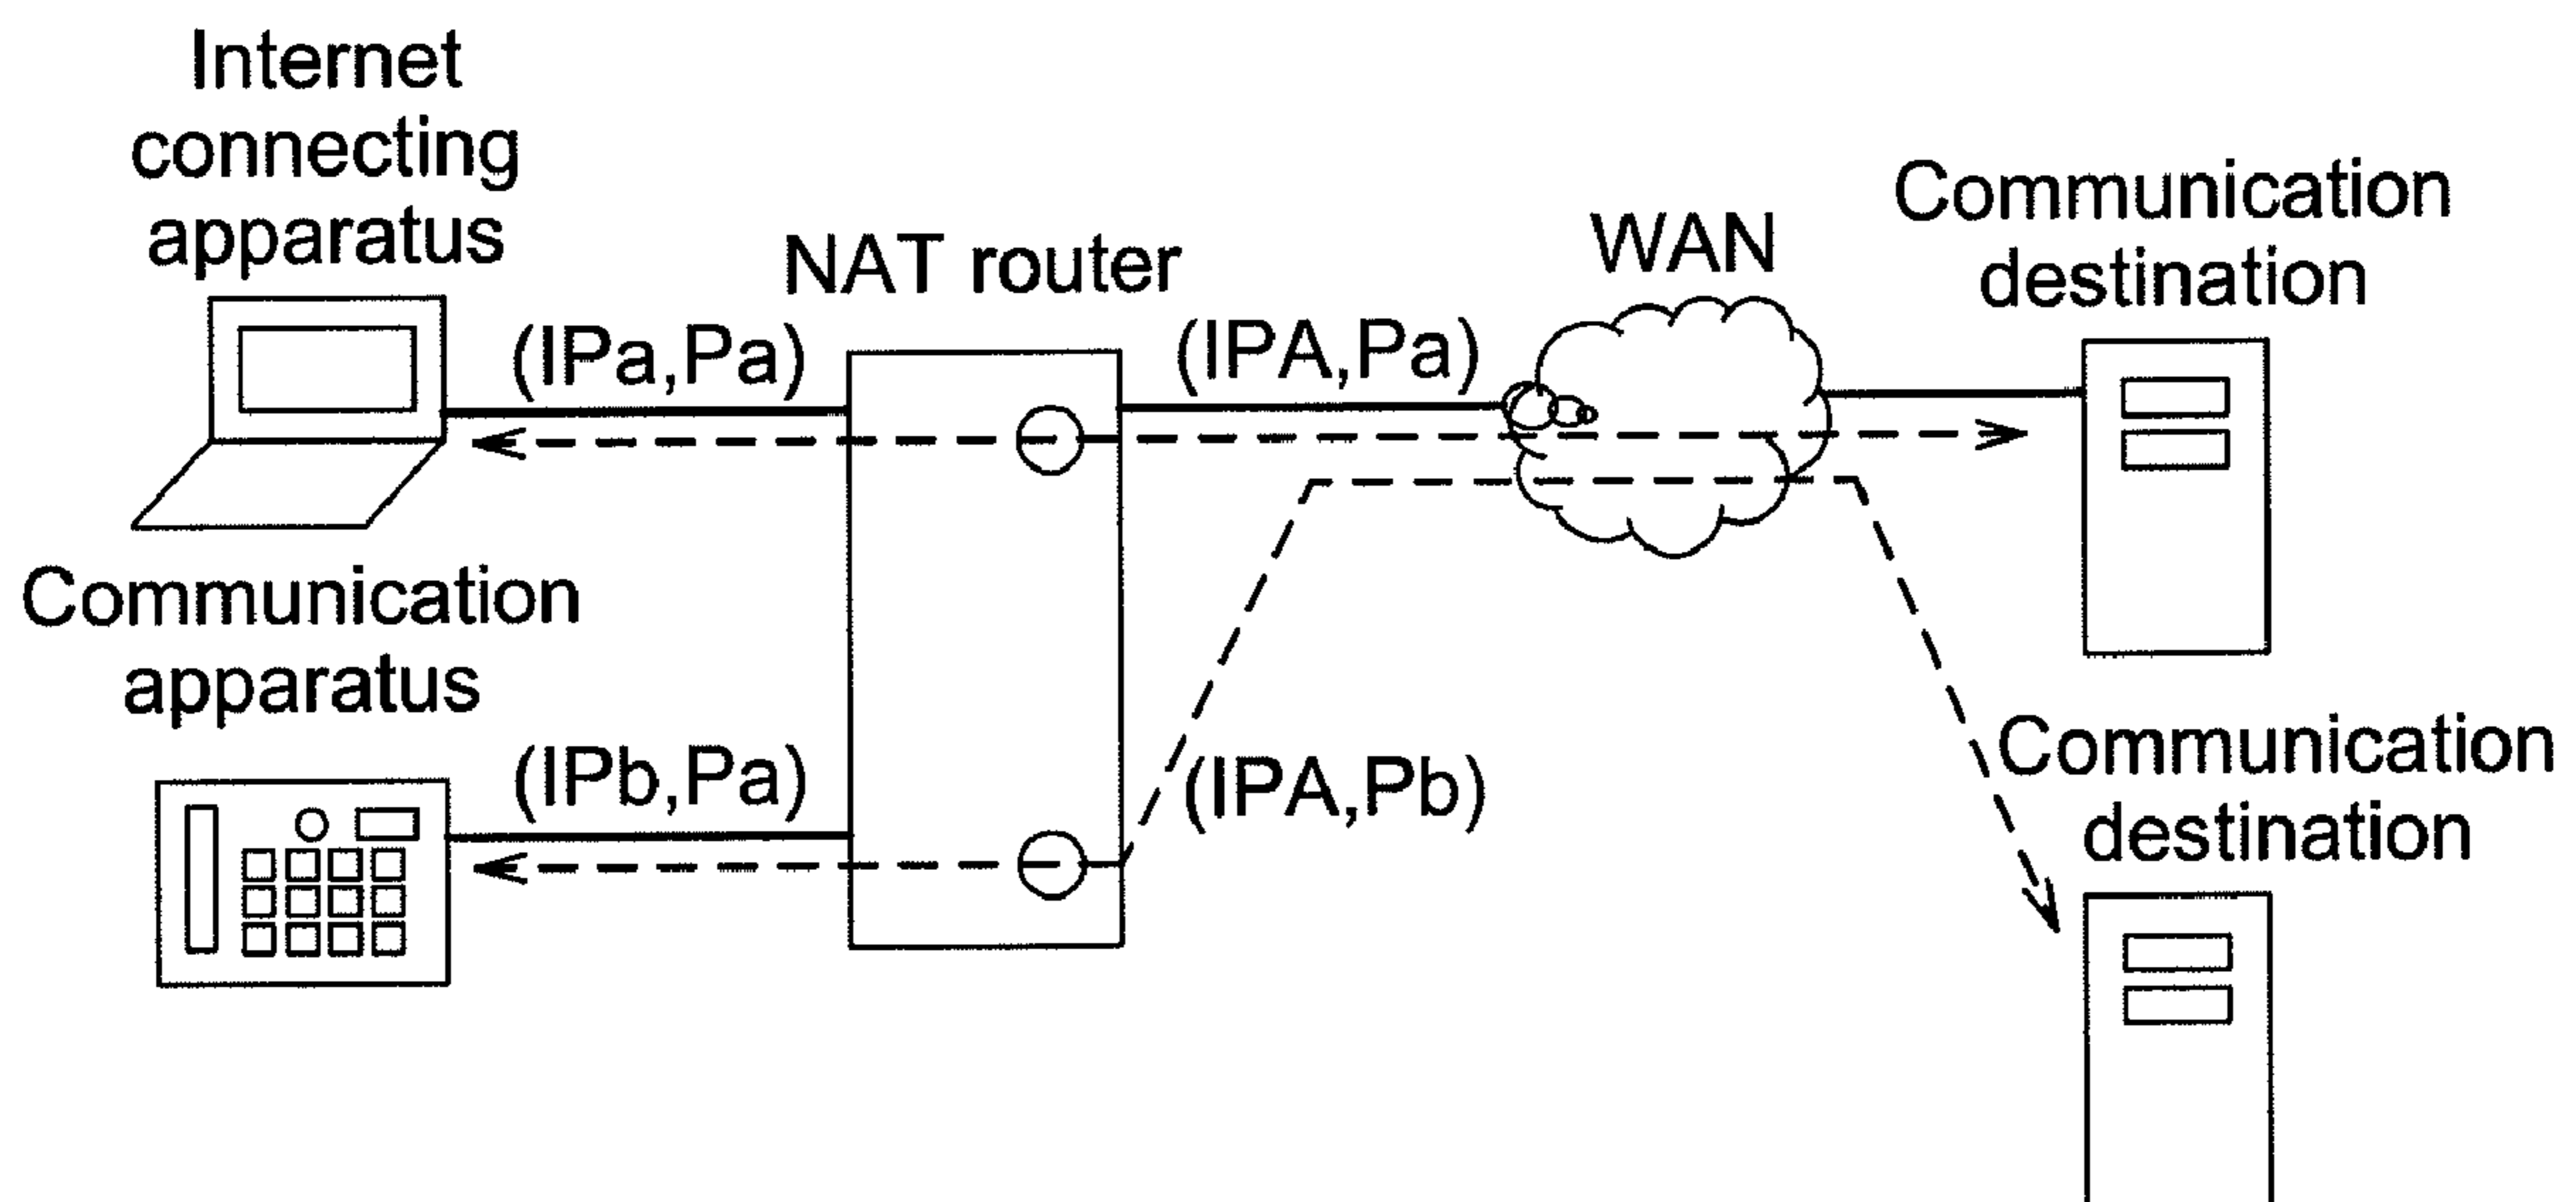 Internet
connecting
apparatus
NAT router
WAN
Communication
destination
(IPa,Pa)
(IPA,Pa)
Communication
apparatus
(IPb,Pa)
(IPA,Pb)
Communication
destination